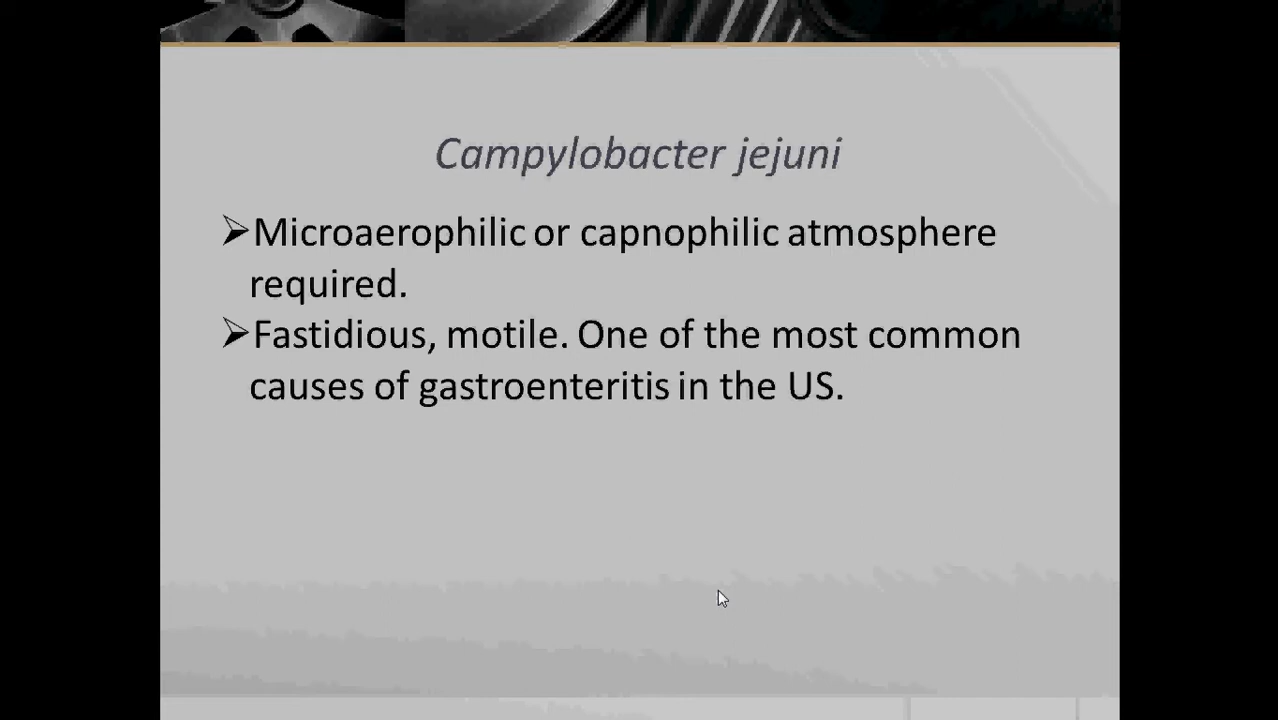 Campylobacter jejuni
➢Microaerophilic or capnophilic atmosphere
required.
➢Fastidious, motile. One of the most common
causes of gastroenteritis in the US.